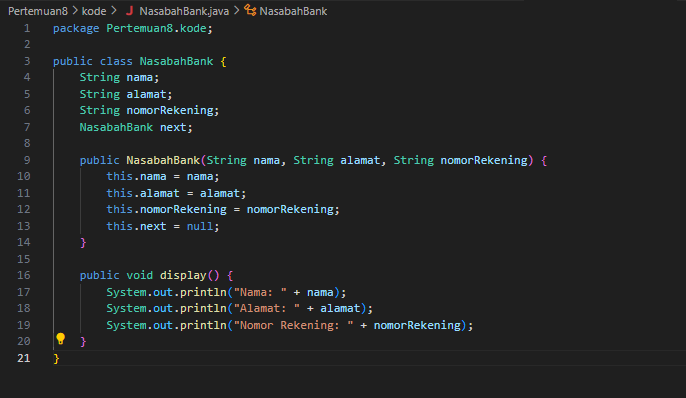 Pertemuan8 > kode > J NasabahBank.java > NasabahBank
1 package Pertemuan8.kode;
2
3 public class NasabahBank {
4     String nama;
5     String alamat;
6     String nomorRekening;
7     NasabahBank next;
8
9     public NasabahBank(String nama, String alamat, String nomorRekening) {
10         this.nama = nama;
11         this.alamat = alamat;
12         this.nomorRekening = nomorRekening;
13         this.next = null;
14     }
15
16     public void display() {
17         System.out.println("Nama: " + nama);
18         System.out.println("Alamat: " + alamat);
19         System.out.println("Nomor Rekening: " + nomorRekening);
20     }
21 }